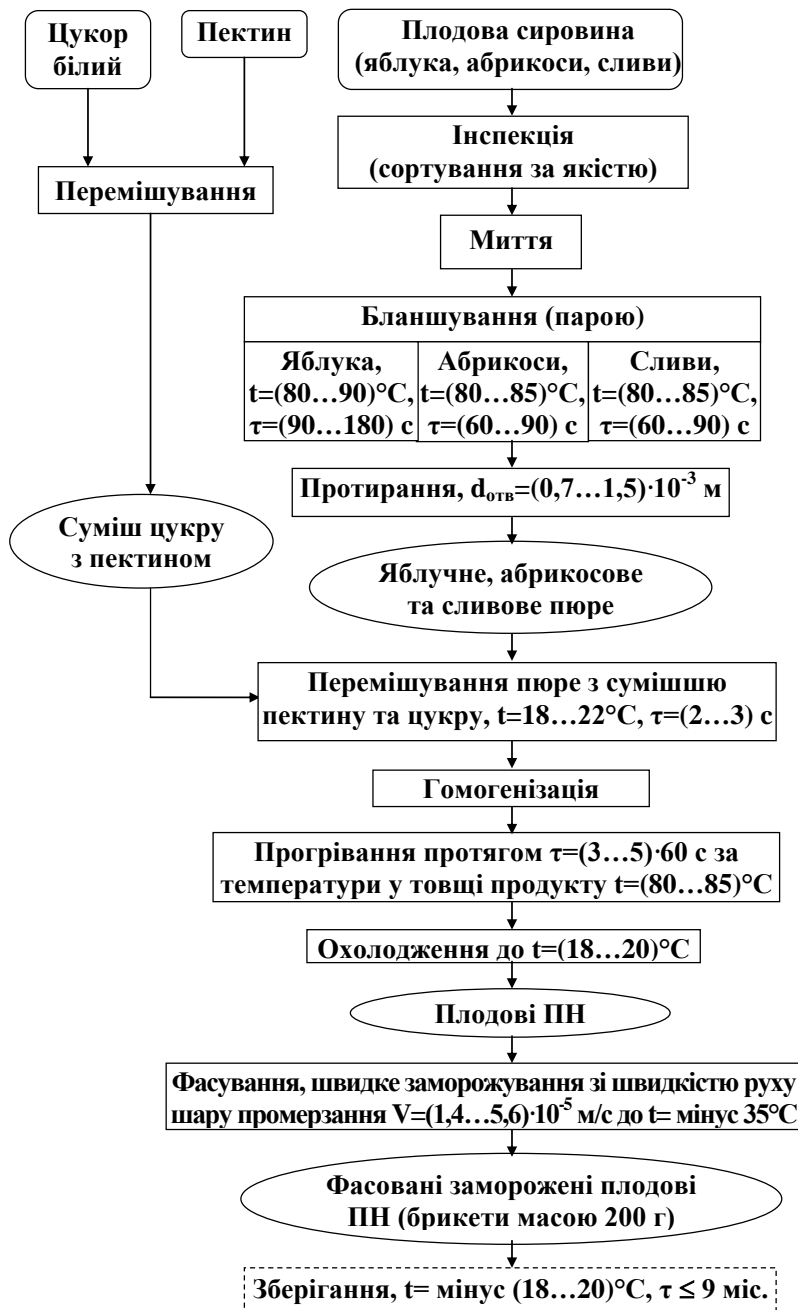 Цукор
білий
Пектин
Плодова сировина
(яблука, абрикоси, сливи)
Інспекція
(сортування за якістю)
Перемішування
Миття
Бланшування (парою)
Яблука,
t=(80…90)°С,
τ=(90…180) с
Абрикоси,
t=(80…85)°С,
τ=(60…90) с
Сливи,
t=(80…85)°С,
τ=(60…90) с
Протирання, dотв=(0,7…1,5)·10⁻³ м
Суміш цукру
з пектином
Яблучне, абрикосове
та сливове пюре
Перемішування пюре з сумішшю
пектину та цукру, t=18…22°С, τ=(2…3) с
Гомогенізація
Прогрівання протягом τ=(3…5)·60 с за
температури у товщі продукту t=(80…85)°С
Охолодження до t=(18…20)°С
Плодові ПН
Фасування, швидке заморожування зі швидкістю руху
шару промерзання V=(1,4…5,6)·10⁻⁵ м/с до t= мінус 35°С
Фасовані заморожені плодові
ПН (брикети масою 200 г)
Зберігання, t= мінус (18…20)°С, τ ≤ 9 міс.